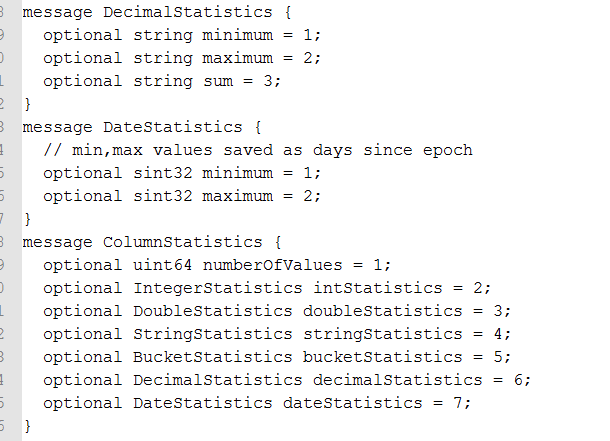 message DecimalStatistics {
  optional string minimum = 1;
  optional string maximum = 2;
  optional string sum = 3;
}
message DateStatistics {
  // min,max values saved as days since epoch
  optional sint32 minimum = 1;
  optional sint32 maximum = 2;
}
message ColumnStatistics {
  optional uint64 numberOfValues = 1;
  optional IntegerStatistics intStatistics = 2;
  optional DoubleStatistics doubleStatistics = 3;
  optional StringStatistics stringStatistics = 4;
  optional BucketStatistics bucketStatistics = 5;
  optional DecimalStatistics decimalStatistics = 6;
  optional DateStatistics dateStatistics = 7;
}